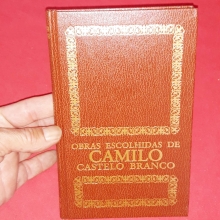 OBRAS ESCOLHIDAS DE
CAMILO
CASTELO BRANCO